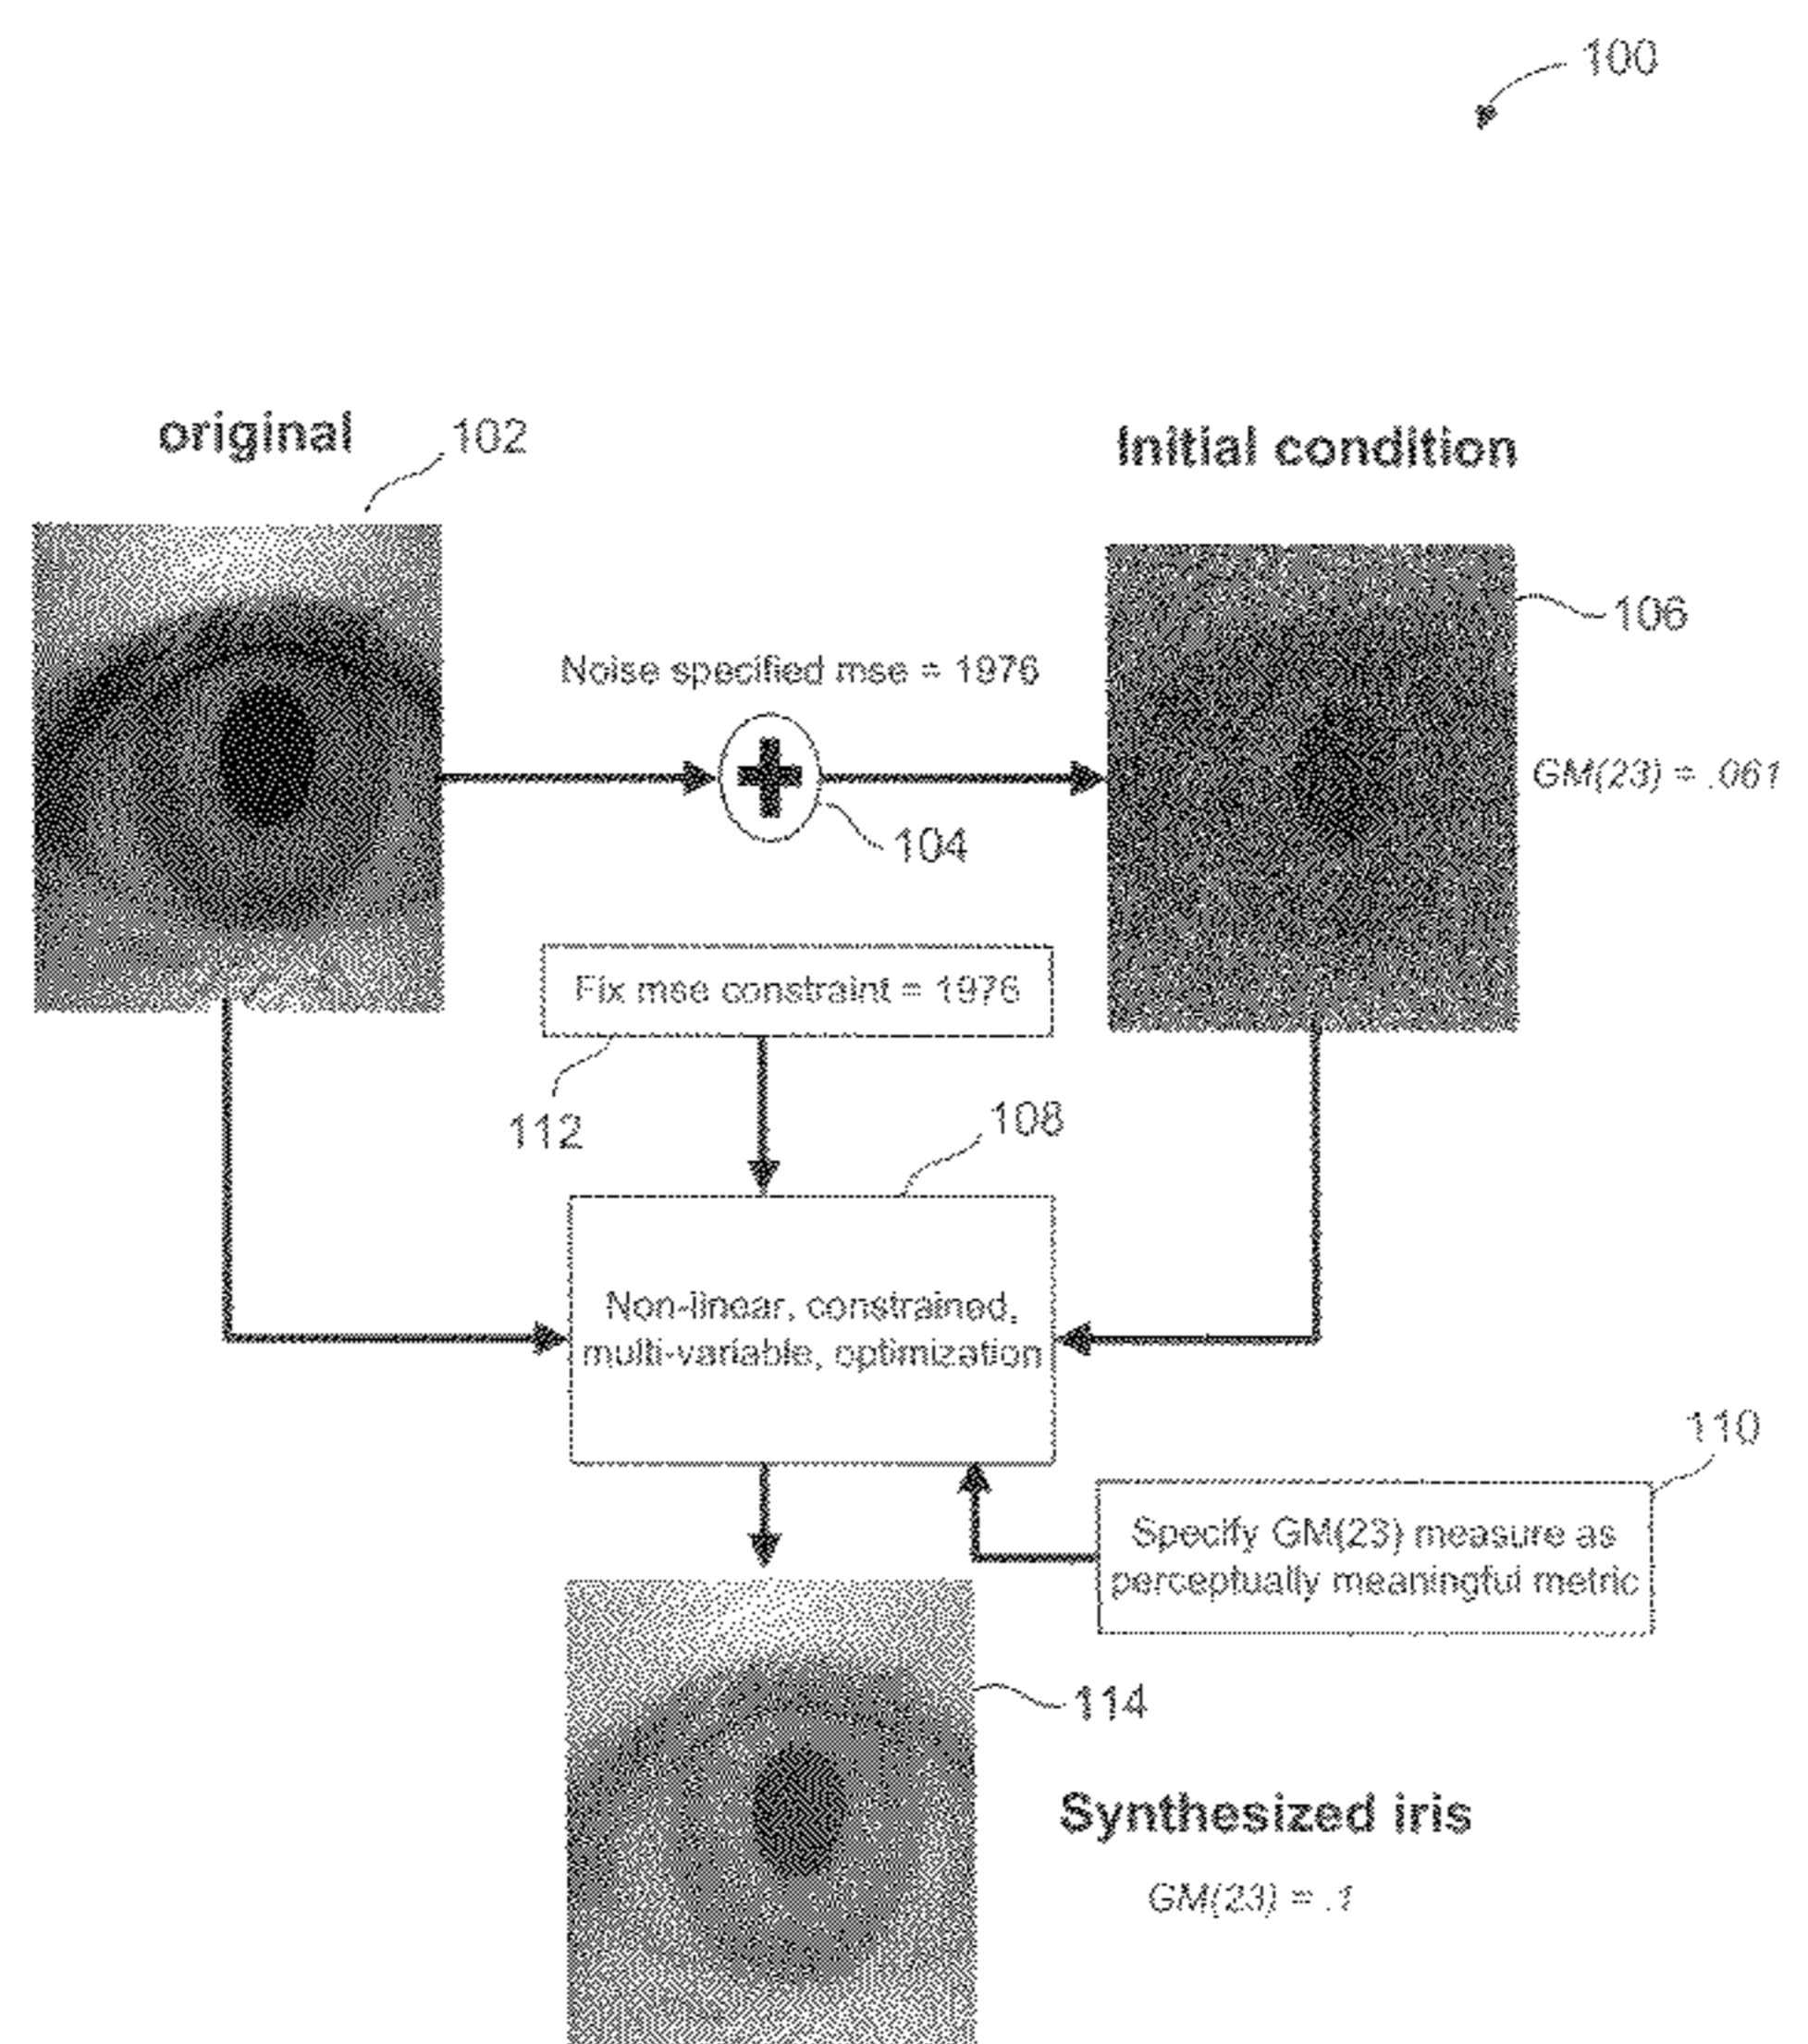 100
original
102
Initial condition
106
Noise specified mse = 1976
GM(23) = .061
104
Fix mse constraint = 1976
112
108
Non-linear, constrained,
multi-variable, optimization
110
Specify GM(23) measure as
perceptually meaningful metric
114
Synthesized iris
GM(23) = .1